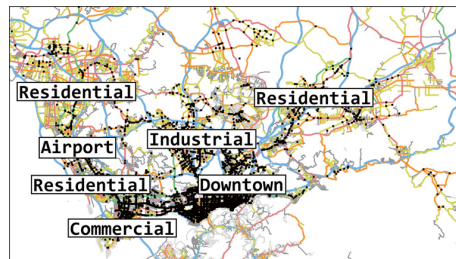 Residential
Residential
Industrial
Airport
Residential
Downtown
Commercial